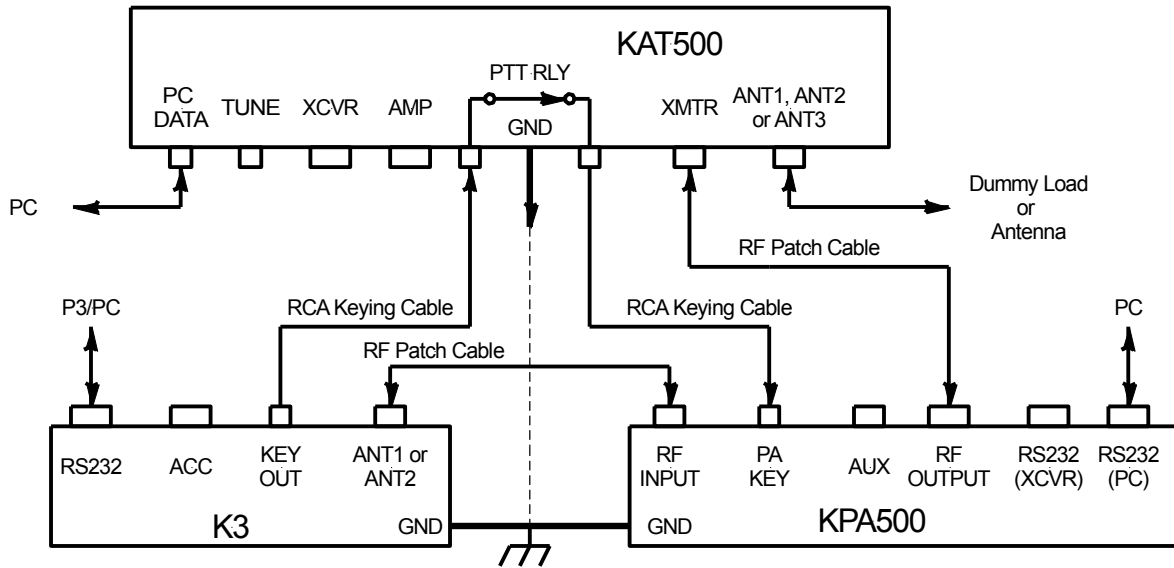 KAT500
PTT RLY
PC
DATA
TUNE
XCVR
AMP
GND
XMTR
ANT1, ANT2
or ANT3
PC
Dummy Load
or
Antenna
RF Patch Cable
P3/PC
RCA Keying Cable
RCA Keying Cable
PC
RF Patch Cable
RS232
ACC
KEY
OUT
ANT1 or
ANT2
GND
K3
RF
INPUT
PA
KEY
AUX
RF
OUTPUT
RS232
(XCVR)
RS232
(PC)
GND
KPA500